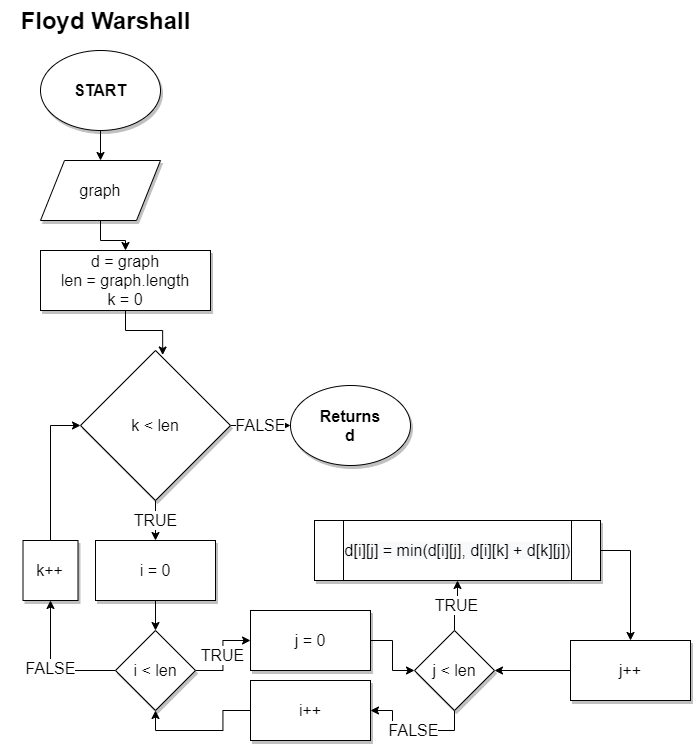 Floyd Warshall
START
graph
d = graph
len = graph.length
k = 0
k < len
FALSE
Returns
d
TRUE
k++
i = 0
d[i][j] = min(d[i][j], d[i][k] + d[k][j])
TRUE
FALSE
i < len
TRUE
j = 0
j < len
j++
i++
FALSE